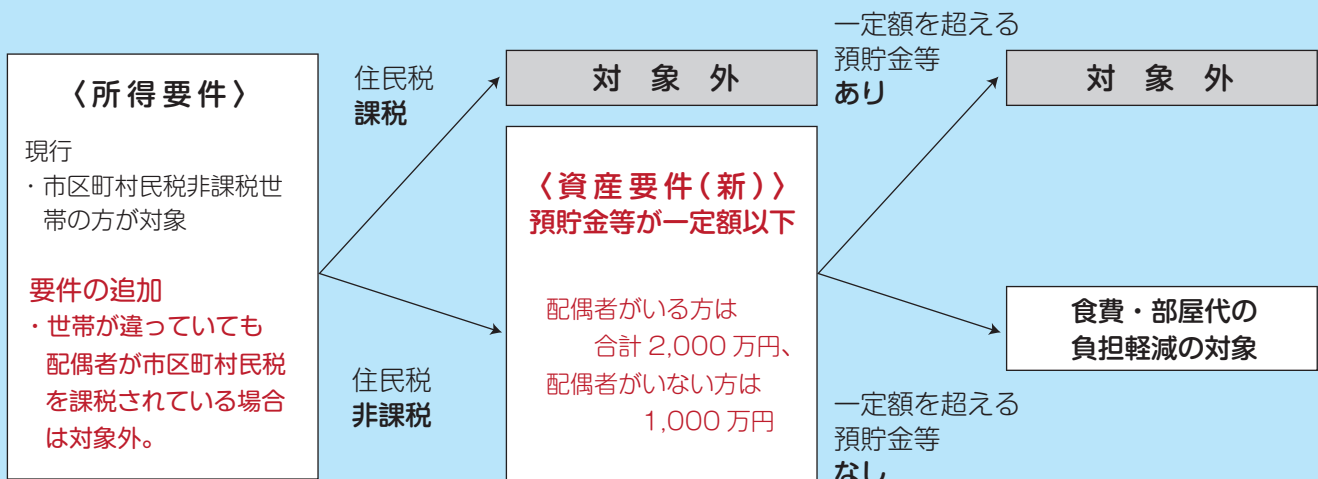 〈所得要件〉
現行
・市区町村民税非課税世
帯の方が対象
要件の追加
・世帯が違っていても
配偶者が市区町村民税
を課税されている場合
は対象外。
住民税
課税
住民税
非課税
対象外
〈資産要件(新)〉
預貯金等が一定額以下
配偶者がいる方は
合計 2,000 万円、
配偶者がいない方は
1,000 万円
一定額を超える
預貯金等
あり
一定額を超える
預貯金等
なし
対象外
食費・部屋代の
負担軽減の対象